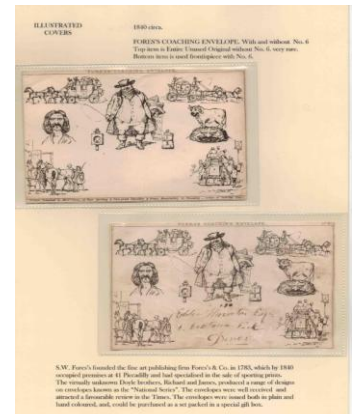 ILLUSTRATED
COVERS
1840 circa.
FORES'S COACHING ENVELOPE. With and without No. 6
Top item is Entire Unused Original without No. 6. very rare.
Bottom item is used frontispiece with No. 6.
FORES'S COACHING ENVELOPE
S.W. Fores's founded the fine art publishing firm Fores's & Co. in 1783, which by 1840
occupied premises at 41 Piccadilly and had specialised in the sale of sporting prints.
The virtually unknown Doyle brothers, Richard and James, produced a range of designs
on envelopes known as the "National Series". The envelopes were well received and
attracted a favourable review in the Times. The envelopes were issued both in plain and
hand coloured, and, could be purchased as a set packed in a special gift box.